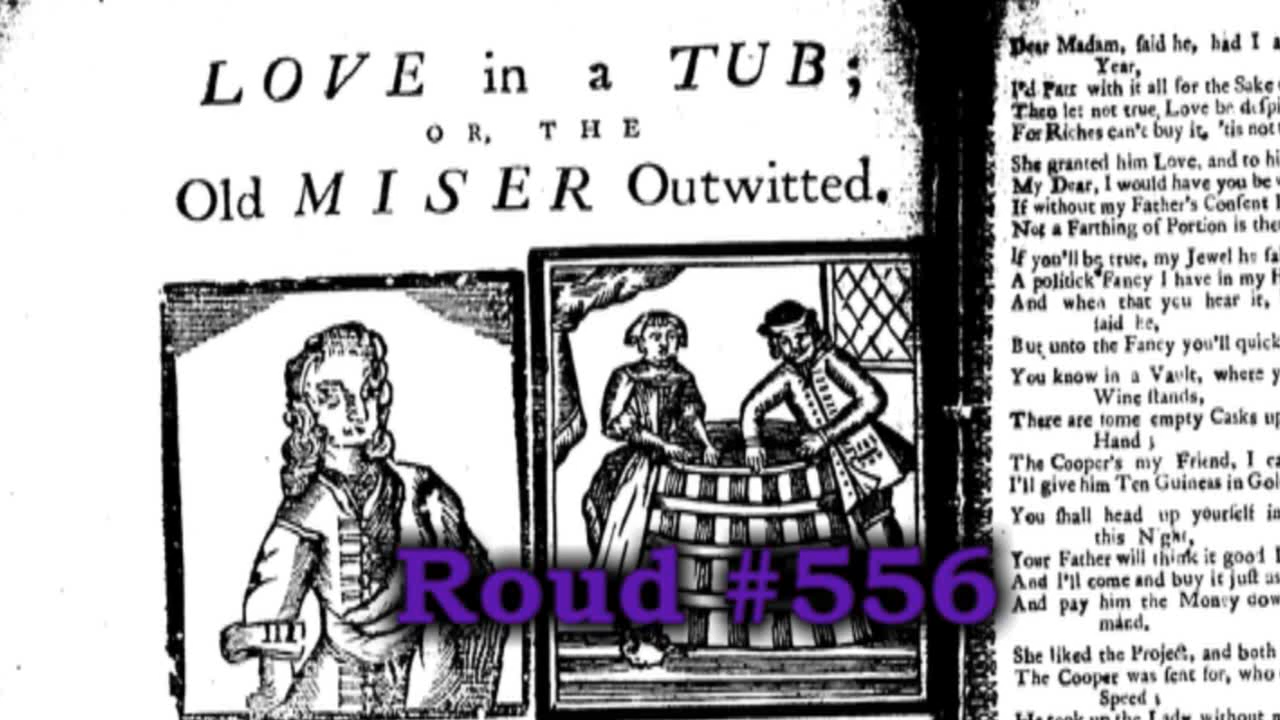 LOVE in a TUB;
OR, THE
Old MISER Outwitted.
Roud #556
Dear Madam, ſaid he, had I a
Year,
I'd Part with it all for the Sake
Then let not true Love be deſpi
For Riches can't buy it, 'tis not
She granted him Love, and to hi
My Dear, I would have you be
If without my Father's Conſent
Not a Farthing of Portion is the
If you'll be true, my Jewel he ſa
A politick Fancy I have in my
And when that you hear it,
ſaid he,
But unto the Fancy you'll quick
You know in a Vault, where y
Wine ſtands,
There are ſome empty Casks up
Hand ;
The Cooper's my Friend, I ca
I'll give him Ten Guineas in Gol
You ſhall head up yourſelf in
this Night,
Your Father will think it good
And I'll come and buy it juſt as
And pay him the Money dow
mand.
She liked the Project, and both
The Cooper was ſent for, who
Speed ;
He took up the Lady without